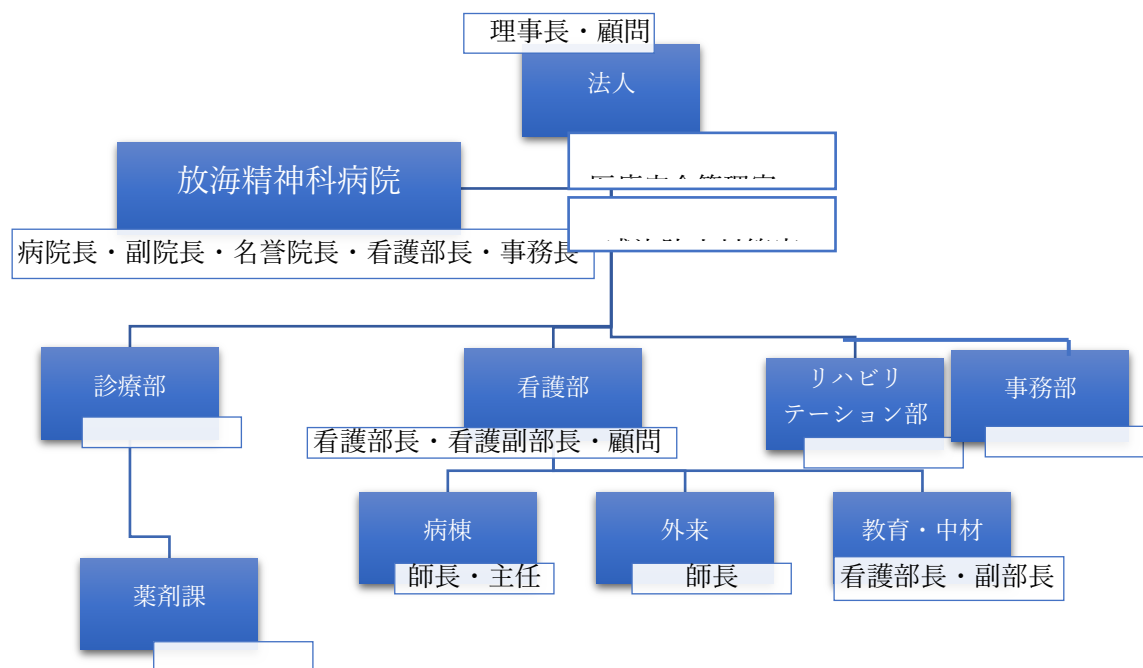 理事長・顧問
法人
放海精神科病院
病院長・副院長・名誉院長・看護部長・事務長
診療部
看護部
リハビリ
テーション部
事務部
看護部長・看護副部長・顧問
病棟
外来
教育・中材
師長・主任
師長
看護部長・副部長
薬剤課